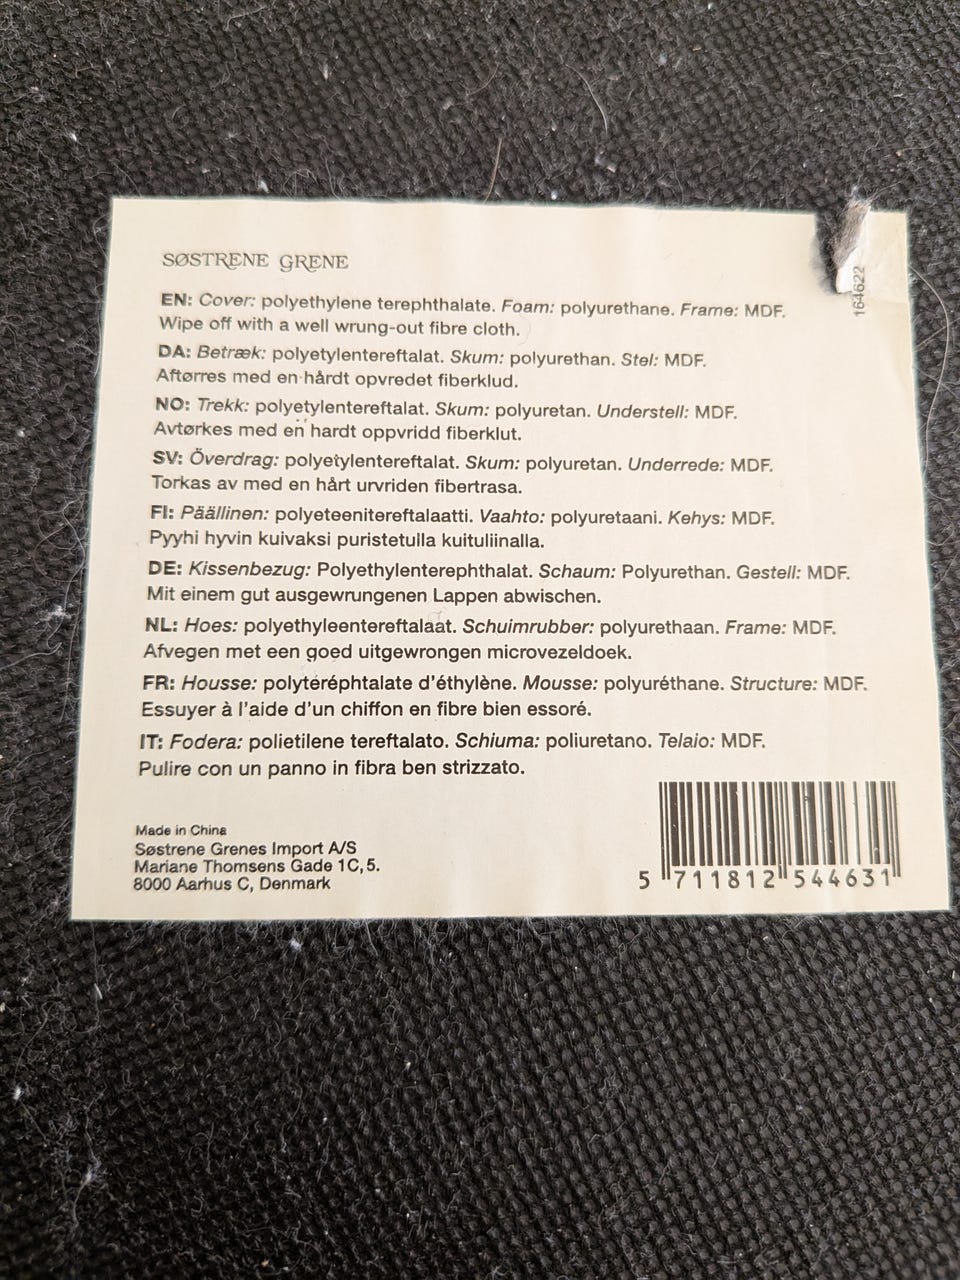 SØSTRENE GRENE
164622
EN: Cover: polyethylene terephthalate. Foam: polyurethane. Frame: MDF.
Wipe off with a well wrung-out fibre cloth.
DA: Betræk: polyetylentereftalat. Skum: polyurethan. Stel: MDF.
Aftørres med en hårdt opvredet fiberklud.
NO: Trekk: polyetylentereftalat. Skum: polyuretan. Understell: MDF.
Avtørkes med en hardt oppvridd fiberklut.
SV: Överdrag: polyetylentereftalat. Skum: polyuretan. Underrede: MDF.
Torkas av med en hårt urvriden fibertrasa.
FI: Päällinen: polyeteenitereftalaatti. Vaahto: polyuretaani. Kehys: MDF.
Pyyhi hyvin kuivaksi puristetulla kuituliinalla.
DE: Kissenbezug: Polyethylenterephthalat. Schaum: Polyurethan. Gestell: MDF.
Mit einem gut ausgewrungenen Lappen abwischen.
NL: Hoes: polyethyleentereftalaat. Schuimrubber: polyurethaan. Frame: MDF.
Afvegen met een goed uitgewrongen microvezeldoek.
FR: Housse: polytéréphtalate d'éthylène. Mousse: polyuréthane. Structure: MDF.
Essuyer à l'aide d'un chiffon en fibre bien essoré.
IT: Fodera: polietilene tereftalato. Schiuma: poliuretano. Telaio: MDF.
Pulire con un panno in fibra ben strizzato.
Made in China
Søstrene Grenes Import A/S
Mariane Thomsens Gade 1C, 5.
8000 Aarhus C, Denmark
5 711812 544631